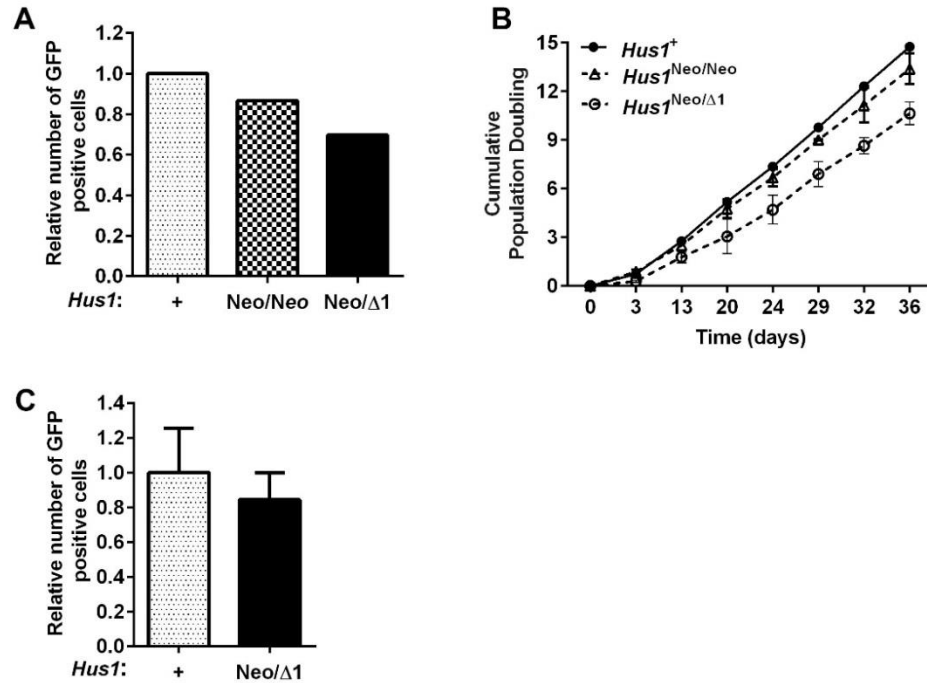 A
Relative number of GFP
positive cells
1.2
1.0
0.8
0.6
0.4
0.2
0.0
Hus1:
+
Neo/Neo
Neo/Δ1
B
Cumulative
Population Doubling
15
12
9
6
3
0
Hus1+
Hus1Neo/Neo
Hus1Neo/Δ1
0 3 13 20 24 29 32 36
Time (days)
C
Relative number of GFP
positive cells
1.4
1.2
1.0
0.8
0.6
0.4
0.2
0.0
Hus1:
+
Neo/Δ1